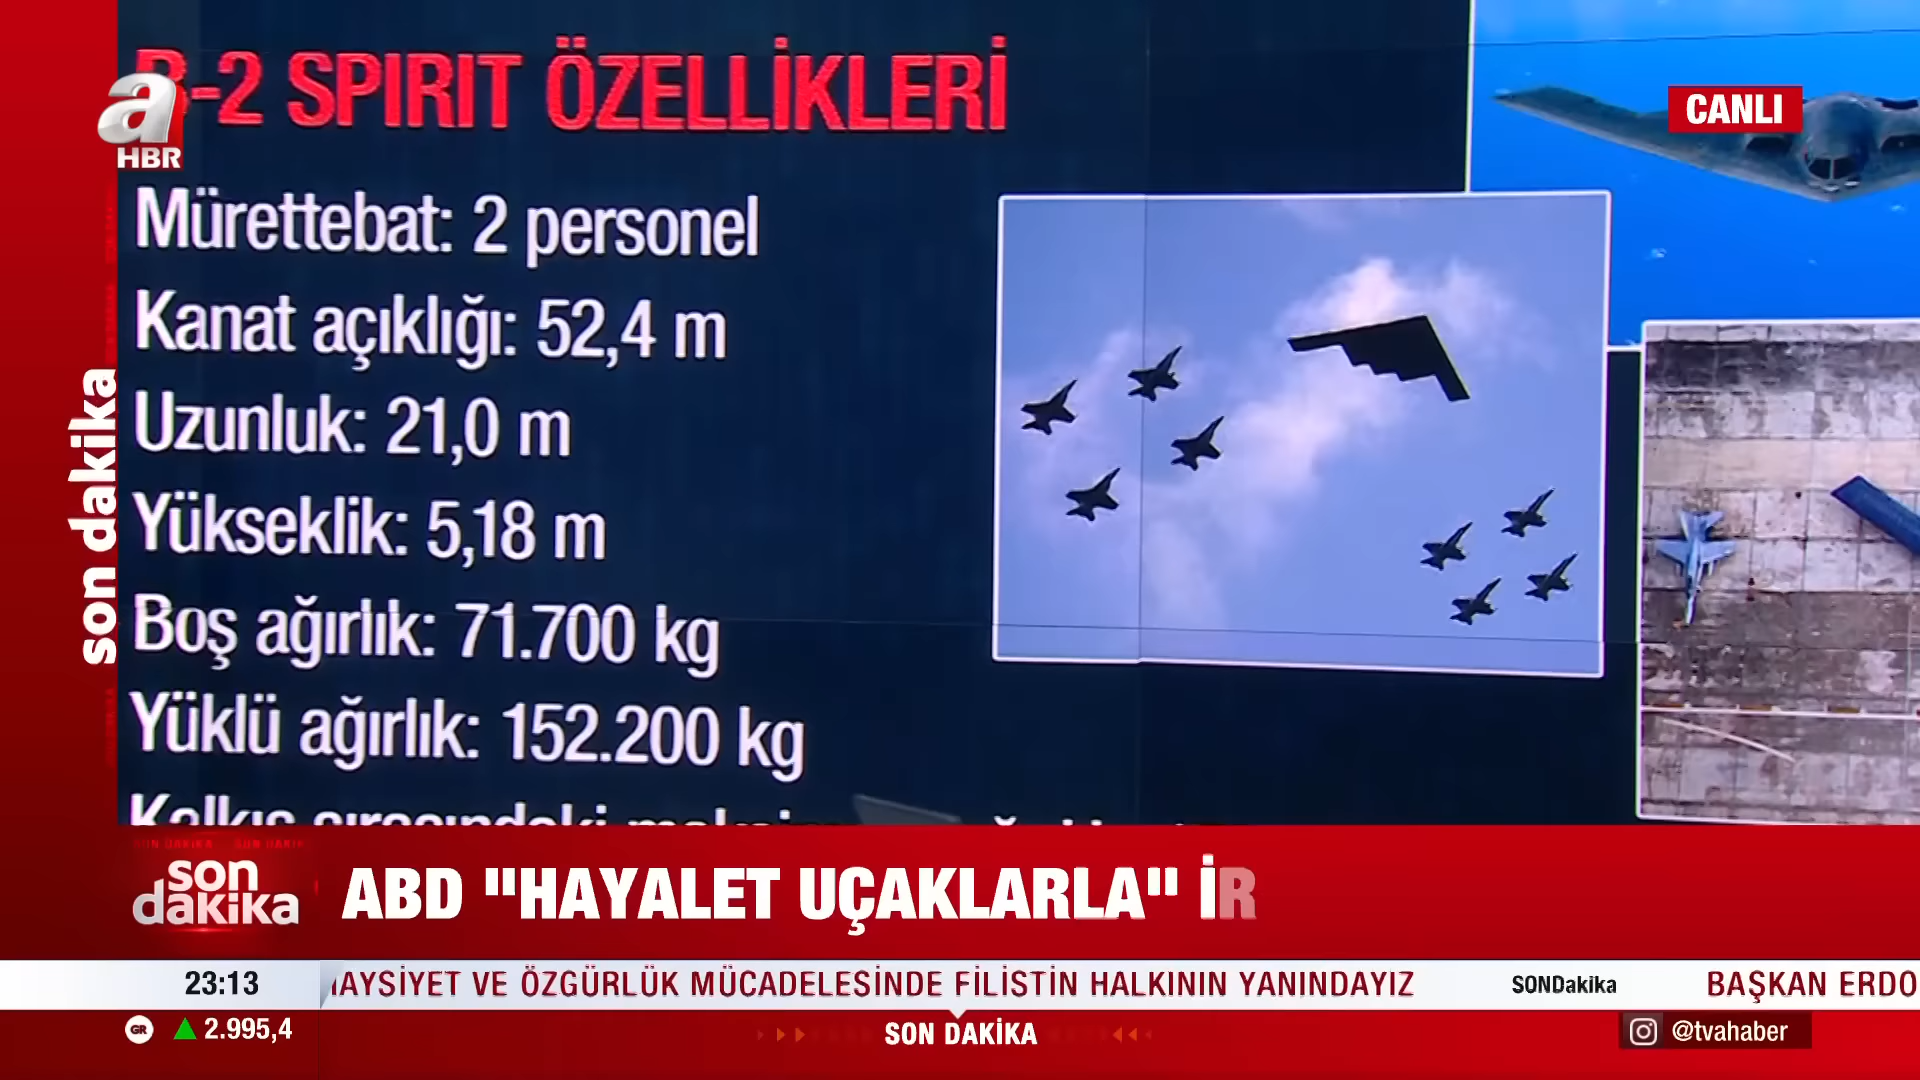 B-2 SPIRIT ÖZELLİKLERİ
a
HBR
CANLI
Mürettebat: 2 personel
Kanat açıklığı: 52,4 m
Uzunluk: 21,0 m
Yükseklik: 5,18 m
Boş ağırlık: 71.700 kg
Yüklü ağırlık: 152.200 kg
Kalkış sırasındaki
son dakika
son
dakika
ABD "HAYALET UÇAKLARLA" İR
23:13
AYSİYET VE ÖZGÜRLÜK MÜCADELESİNDE FİLİSTİN HALKININ YANINDAYIZ
SONDakika
BAŞKAN ERDO
GR
2.995,4
SON DAKİKA
@tvahaber